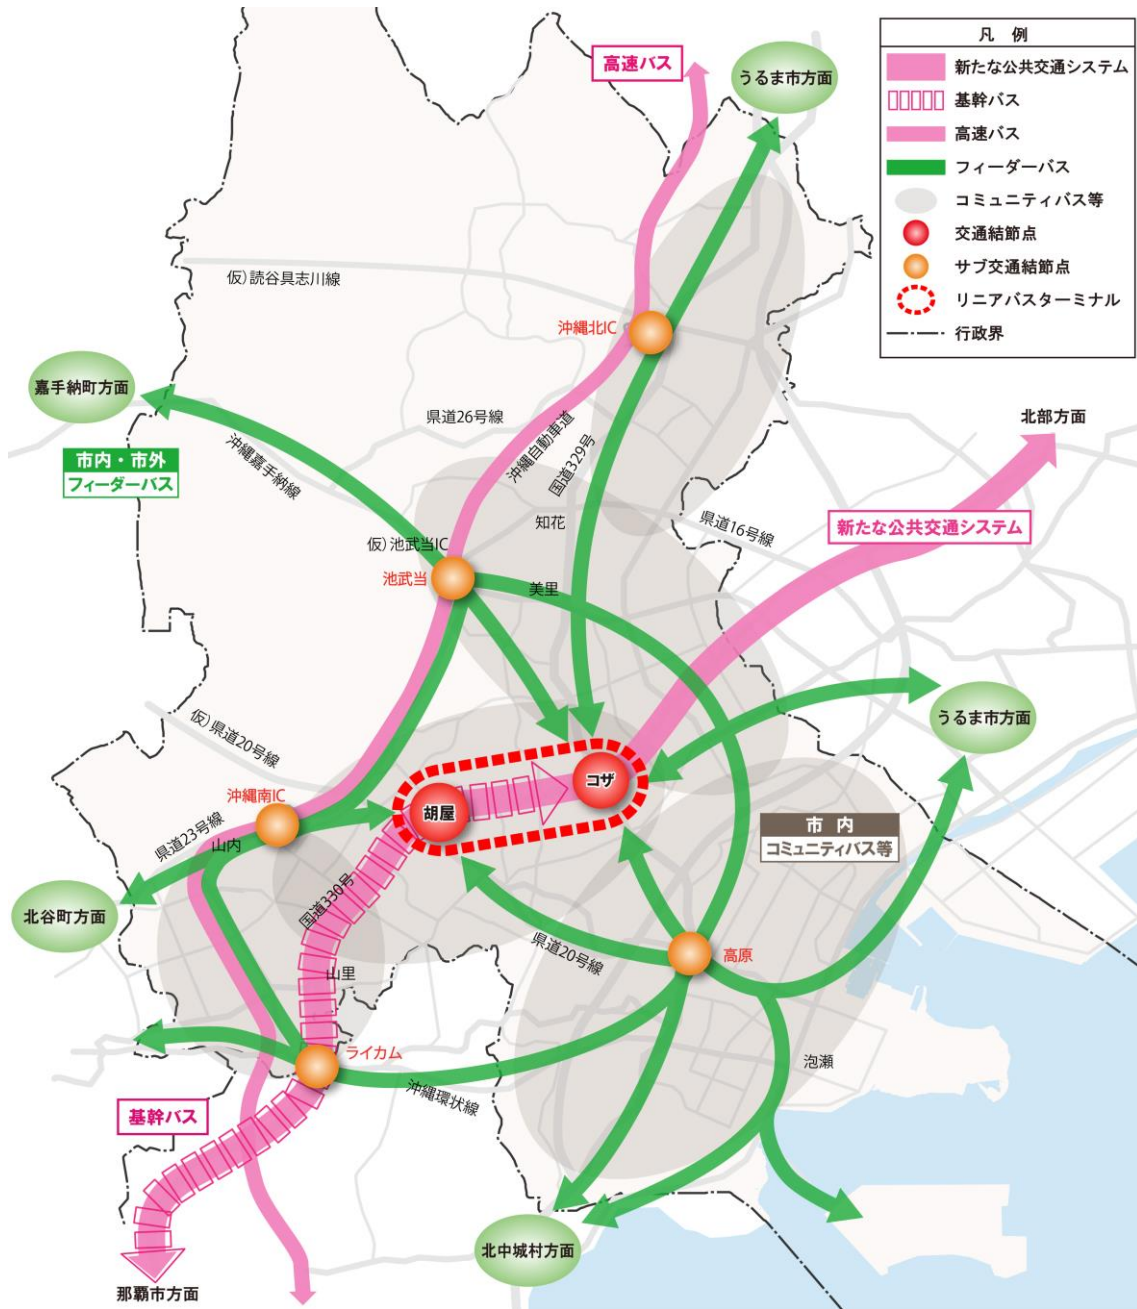 凡 例
新たな公共交通システム
基幹バス
高速バス
フィーダーバス
コミュニティバス等
交通結節点
サブ交通結節点
リニアバスターミナル
行政界
高速バス
うるま市方面
仮）読谷具志川線
沖縄北IC
嘉手納町方面
県道26号線
沖縄自動車道
国道329号
北部方面
沖縄嘉手納線
市内・市外
フィーダーバス
知花
県道16号線
新たな公共交通システム
仮）池武当IC
池武当
美里
うるま市方面
仮）県道20号線
沖縄南IC
コザ
胡屋
県道23号線
山内
市 内
コミュニティバス等
国道330号
北谷町方面
県道20号線
高原
山里
ライカム
泡瀬
沖縄環状線
基幹バス
北中城村方面
那覇市方面